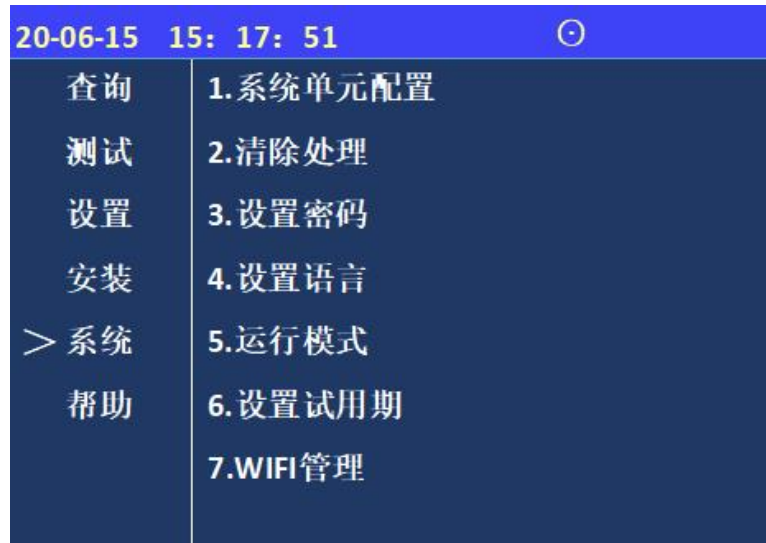 20-06-15 15：17：51
查询
测试
设置
安装
＞系统
帮助
1.系统单元配置
2.清除处理
3.设置密码
4.设置语言
5.运行模式
6.设置试用期
7.WIFI管理